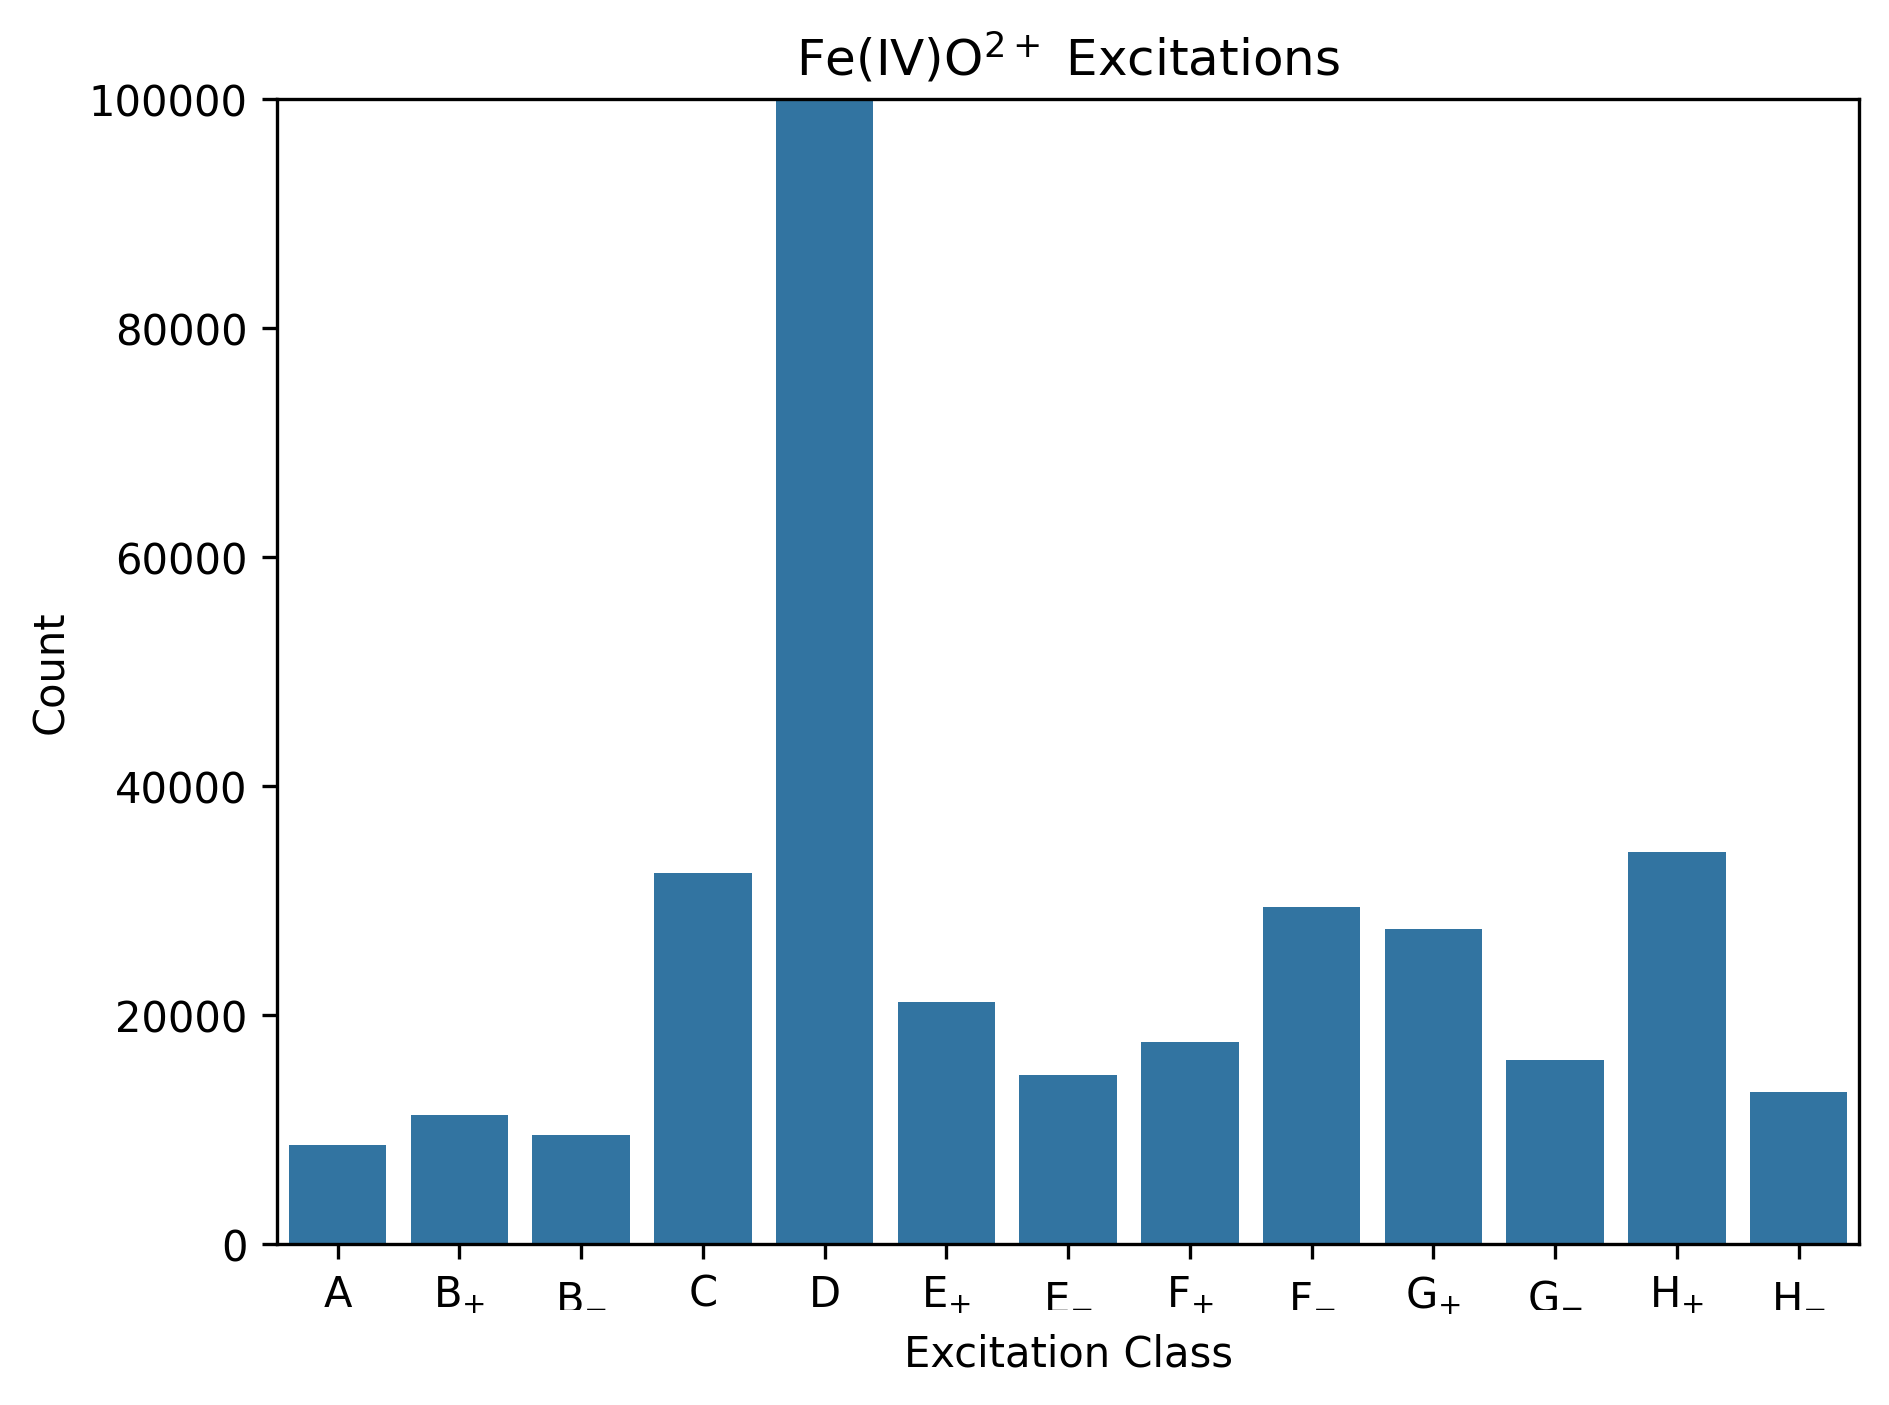 Fe(IV)O²⁺ Excitations
100000
80000
60000
40000
20000
0
Count
A B₊ B₋ C D E₊ E₋ F₊ F₋ G₊ G₋ H₊ H₋
Excitation Class